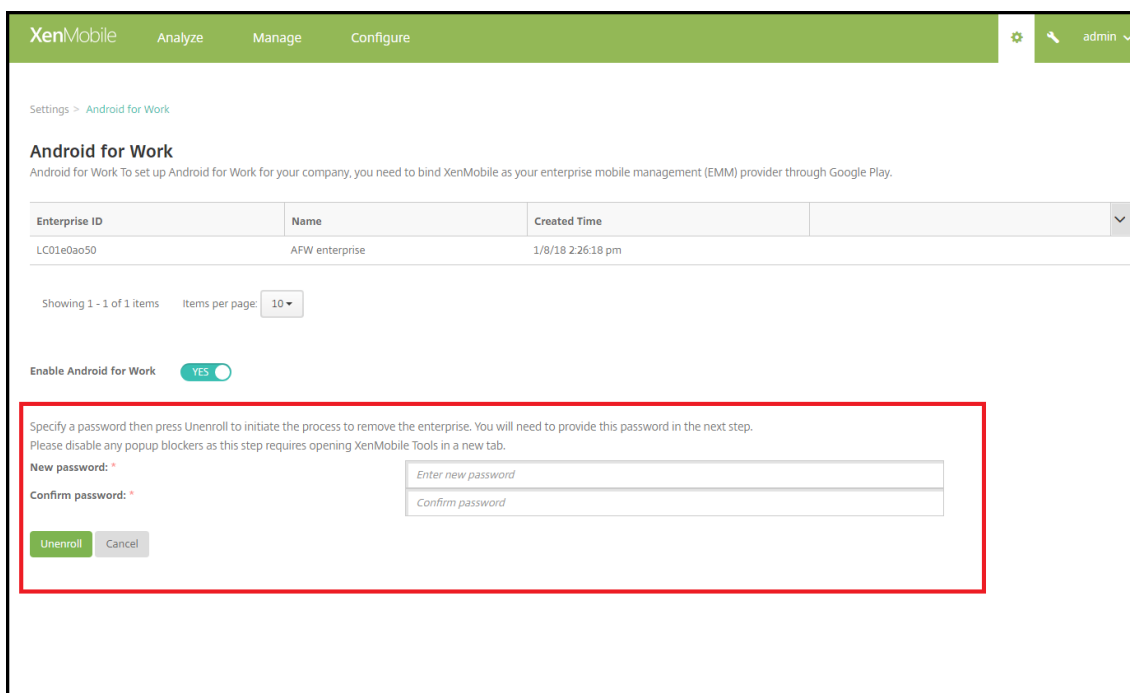 XenMobile Analyze Manage Configure admin
Settings > Android for Work
Android for Work
Android for Work To set up Android for Work for your company, you need to bind XenMobile as your enterprise mobile management (EMM) provider through Google Play.
Enterprise ID Name Created Time
LC01e0ao50 AFW enterprise 1/8/18 2:26:18 pm
Showing 1 - 1 of 1 items Items per page: 10
Enable Android for Work YES
Specify a password then press Unenroll to initiate the process to remove the enterprise. You will need to provide this password in the next step.
Please disable any popup blockers as this step requires opening XenMobile Tools in a new tab.
New password: * Enter new password
Confirm password: * Confirm password
Unenroll Cancel